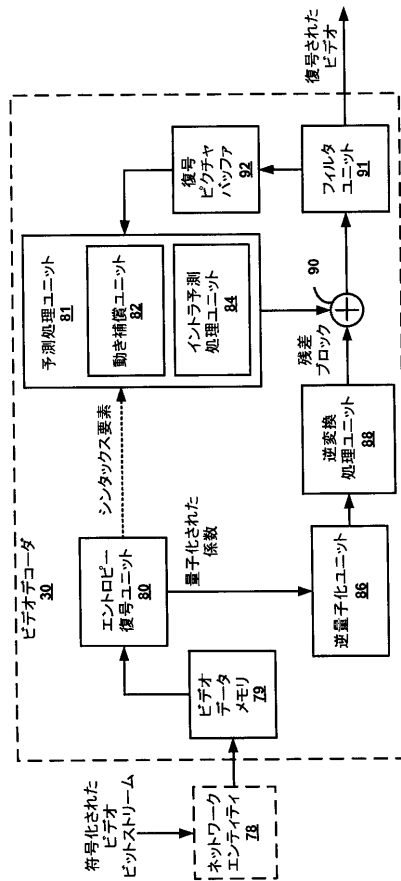 符号化された
ビデオ
ビットストリーム
ネットワーク
エンティティ
78
ビデオデコーダ
30
ビデオ
データ
メモリ
79
エントロピー
復号ユニット
80
シンタックス要素
量子化された
係数
予測処理ユニット
81
動き補償ユニット
82
イントラ予測
処理ユニット
84
逆量子化ユニット
86
逆変換
処理ユニット
88
残差
ブロック
90
フィルタ
ユニット
91
復号
ピクチャ
バッファ
92
復号された
ビデオ